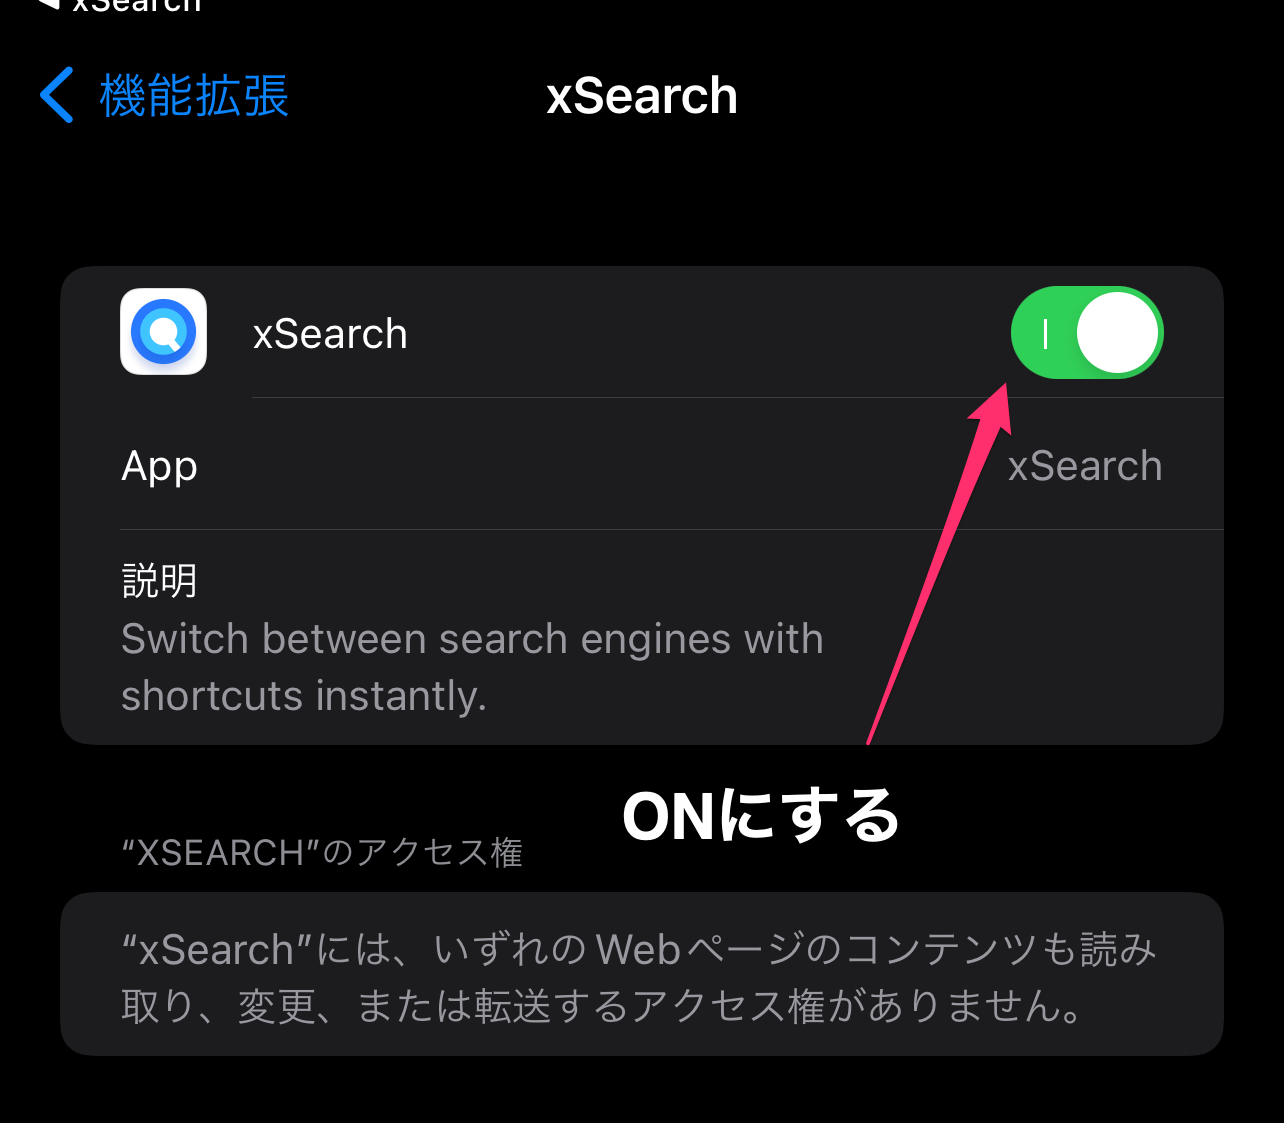 xSearch
機能拡張
xSearch
xSearch
App
xSearch
説明
Switch between search engines with
shortcuts instantly.
ONにする
“XSEARCH”のアクセス権
“xSearch”には、いずれのWebページのコンテンツも読み
取り、変更、または転送するアクセス権がありません。